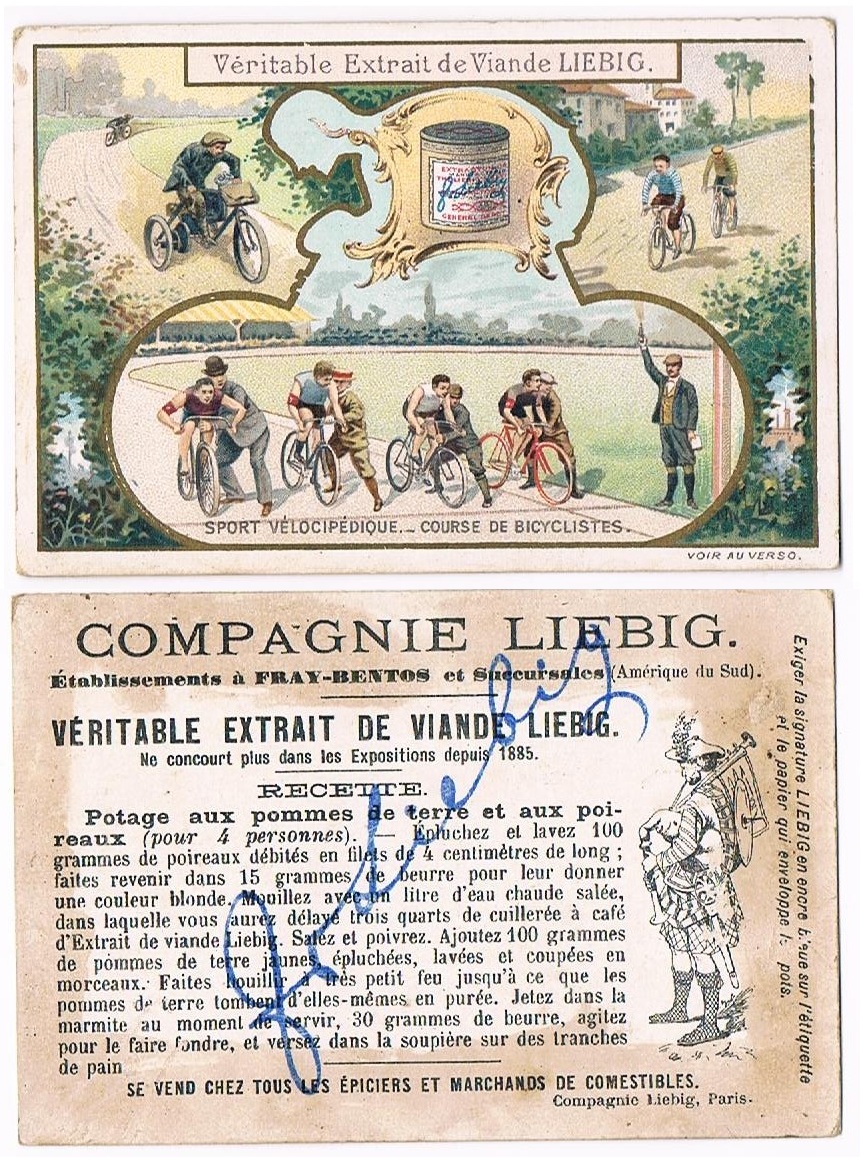 Véritable Extrait de Viande LIEBIG.
EXTRACTUM
GENERAL DEPOT
SPORT VÉLOCIPÉDIQUE._ COURSE DE BICYCLISTES.
VOIR AU VERSO.
COMPAGNIE LIEBIG.
Établissements à FRAY-BENTOS et Succursales (Amérique du Sud).
VÉRITABLE EXTRAIT DE VIANDE LIEBIG.
Ne concourt plus dans les Expositions depuis 1885.
RECETTE.
Potage aux pommes de terre et aux poi-
reaux (pour 4 personnes). — Épluchez et lavez 100
grammes de poireaux débités en filets de 4 centimètres de long ;
faites revenir dans 15 grammes de beurre pour leur donner
une couleur blonde. Mouillez avec un litre d'eau chaude salée,
dans laquelle vous aurez délayé trois quarts de cuillerée à café
d'Extrait de viande Liebig. Salez et poivrez. Ajoutez 100 grammes
de pommes de terre jaunes, épluchées, lavées et coupées en
morceaux. Faites bouillir à très petit feu jusqu'à ce que les
pommes de terre tombent d'elles-mêmes en purée. Jetez dans la
marmite au moment de servir, 30 grammes de beurre, agitez
pour le faire fondre, et versez dans la soupière sur des tranches
de pain
SE VEND CHEZ TOUS LES ÉPICIERS ET MARCHANDS DE COMESTIBLES.
Compagnie Liebig, Paris.
Exiger la signature LIEBIG en encre bleue sur l'étiquette
et le papier qui enveloppe les pots.
J v Liebig